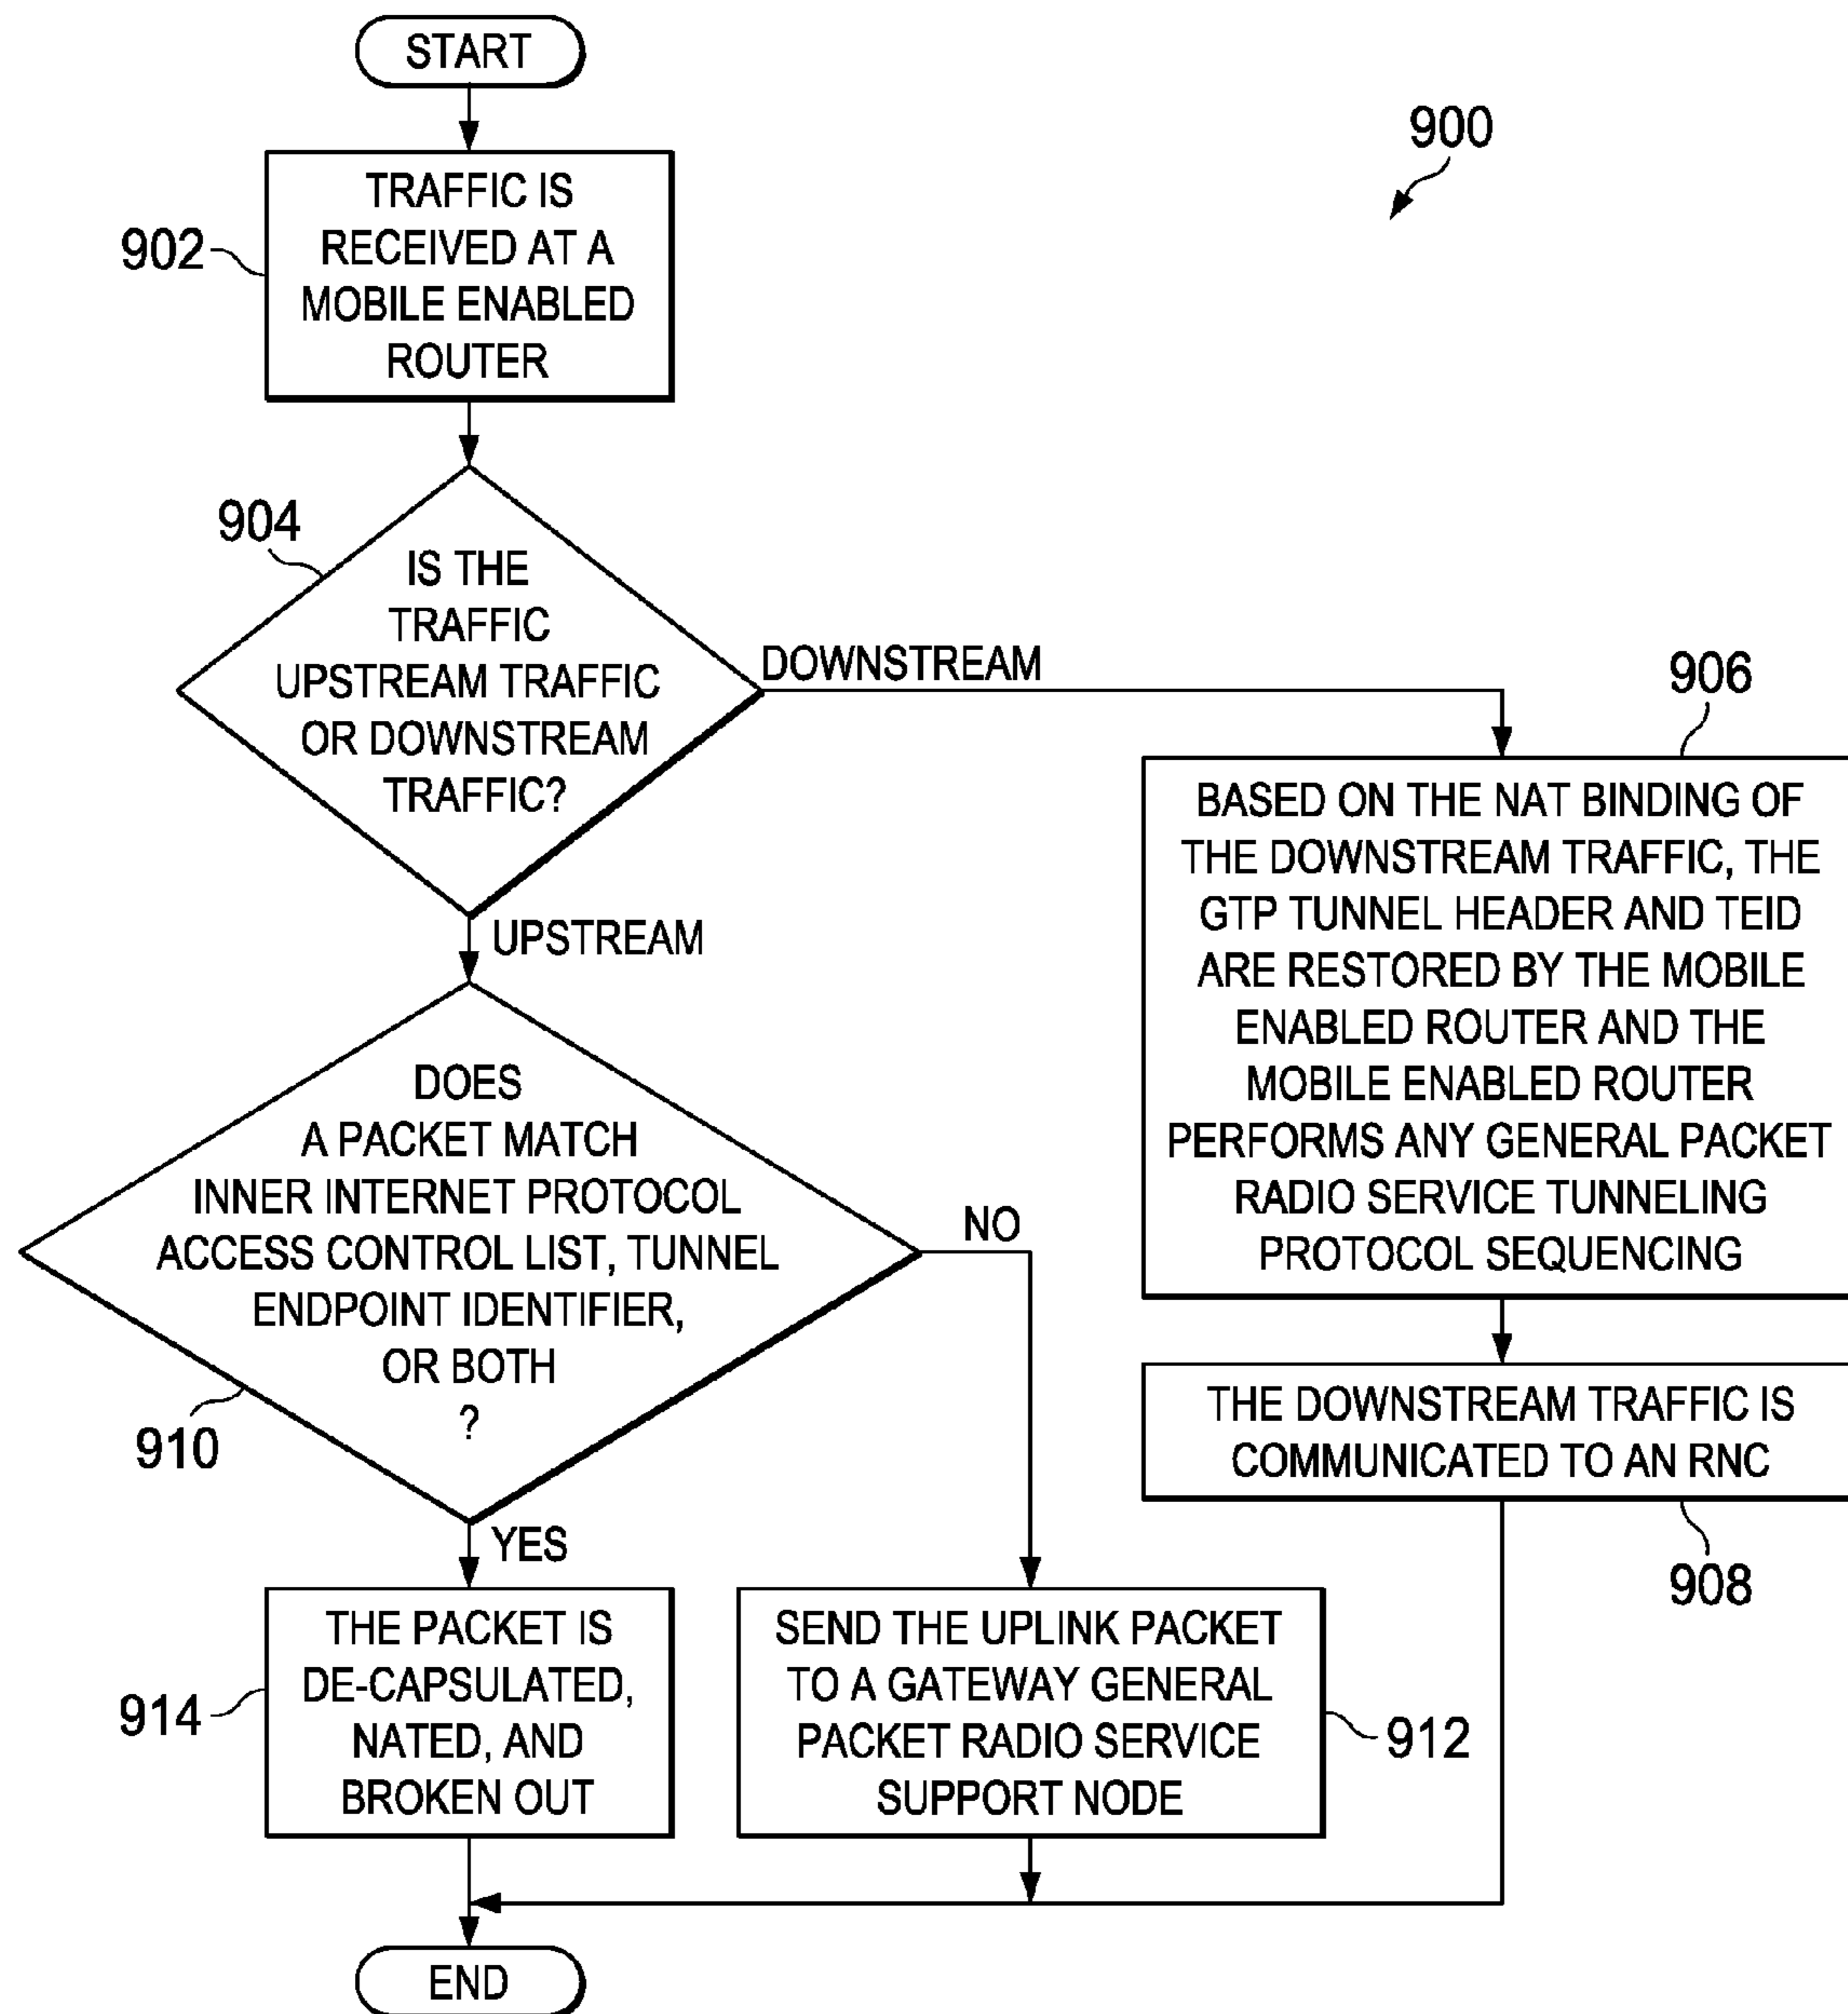 START
900
TRAFFIC IS
RECEIVED AT A
MOBILE ENABLED
ROUTER
902
904
IS THE
TRAFFIC
UPSTREAM TRAFFIC
OR DOWNSTREAM
TRAFFIC?
DOWNSTREAM
UPSTREAM
906
BASED ON THE NAT BINDING OF
THE DOWNSTREAM TRAFFIC, THE
GTP TUNNEL HEADER AND TEID
ARE RESTORED BY THE MOBILE
ENABLED ROUTER AND THE
MOBILE ENABLED ROUTER
PERFORMS ANY GENERAL PACKET
RADIO SERVICE TUNNELING
PROTOCOL SEQUENCING
THE DOWNSTREAM TRAFFIC IS
COMMUNICATED TO AN RNC
908
DOES
A PACKET MATCH
INNER INTERNET PROTOCOL
ACCESS CONTROL LIST, TUNNEL
ENDPOINT IDENTIFIER,
OR BOTH
?
910
NO
YES
THE PACKET IS
DE-CAPSULATED,
NATED, AND
BROKEN OUT
914
SEND THE UPLINK PACKET
TO A GATEWAY GENERAL
PACKET RADIO SERVICE
SUPPORT NODE
912
END